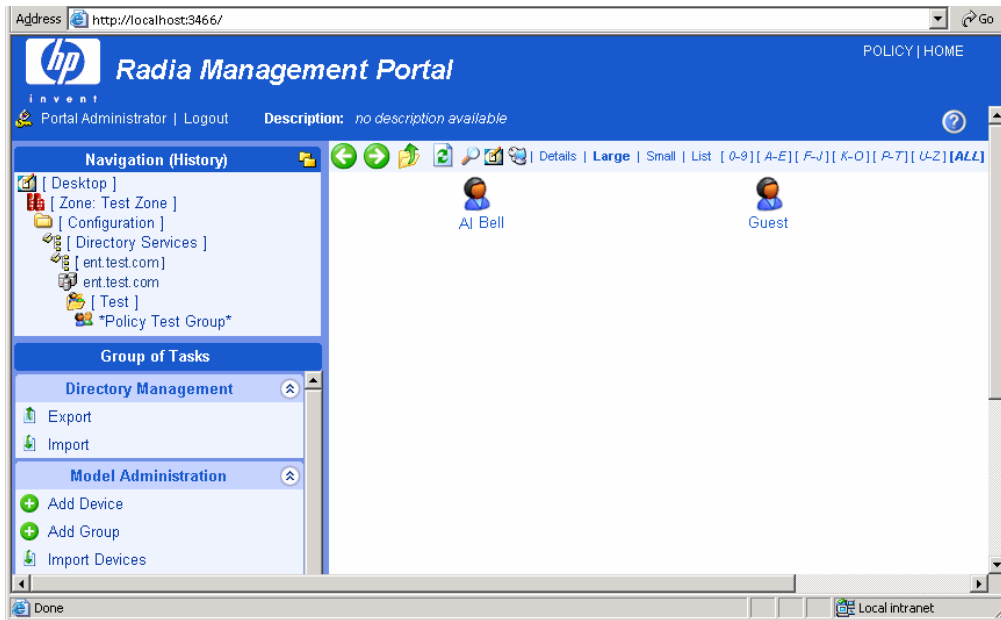 Address http://localhost:3466/ Go
hp
invent
Radia Management Portal
POLICY | HOME
Portal Administrator | Logout Description: no description available ?
Navigation (History)
[ Desktop ]
[ Zone: Test Zone ]
[ Configuration ]
[ Directory Services ]
[ ent.test.com]
ent.test.com
[ Test ]
*Policy Test Group*
Group of Tasks
Directory Management
Export
Import
Model Administration
Add Device
Add Group
Import Devices
| Details | Large | Small | List [ 0-9 ] [ A-E ] [ F-J ] [ K-O ] [ P-T ] [ U-Z ] [ALL]
Al Bell
Guest
Done
Local intranet